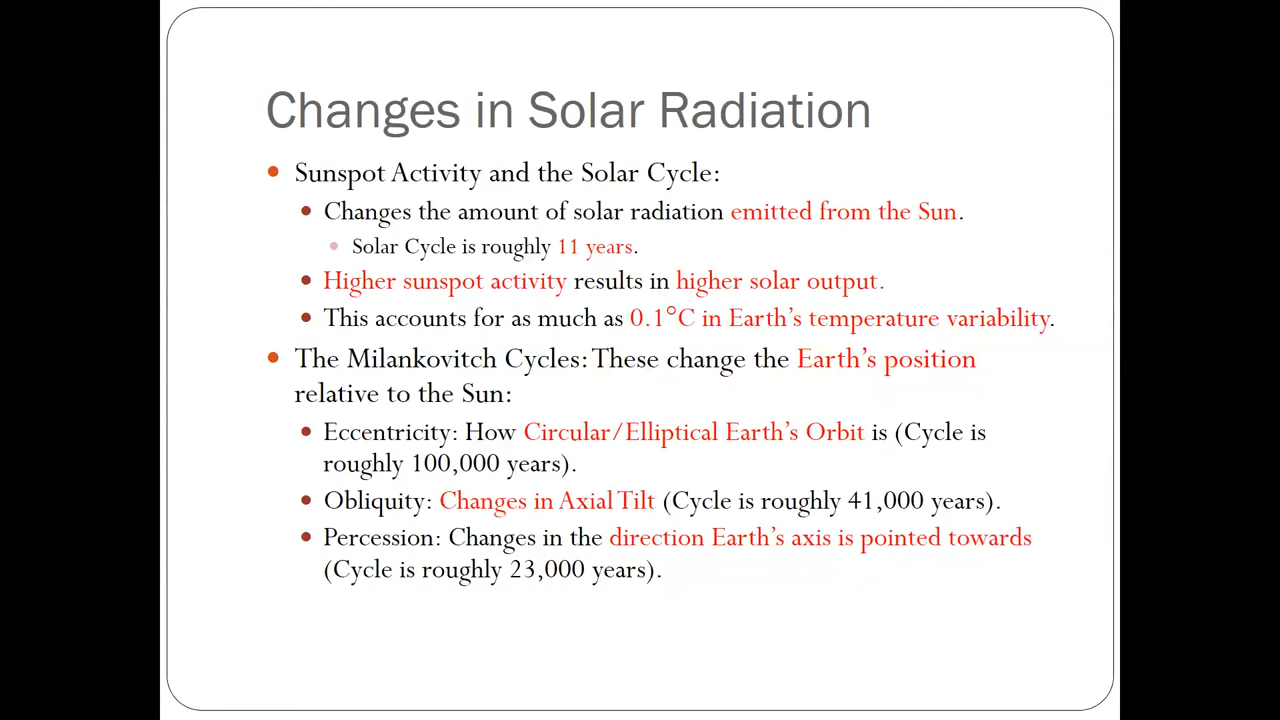 Changes in Solar Radiation
Sunspot Activity and the Solar Cycle:
Changes the amount of solar radiation emitted from the Sun.
Solar Cycle is roughly 11 years.
Higher sunspot activity results in higher solar output.
This accounts for as much as 0.1°C in Earth's temperature variability.
The Milankovitch Cycles: These change the Earth's position
relative to the Sun:
Eccentricity: How Circular/Elliptical Earth's Orbit is (Cycle is
roughly 100,000 years).
Obliquity: Changes in Axial Tilt (Cycle is roughly 41,000 years).
Percession: Changes in the direction Earth's axis is pointed towards
(Cycle is roughly 23,000 years).